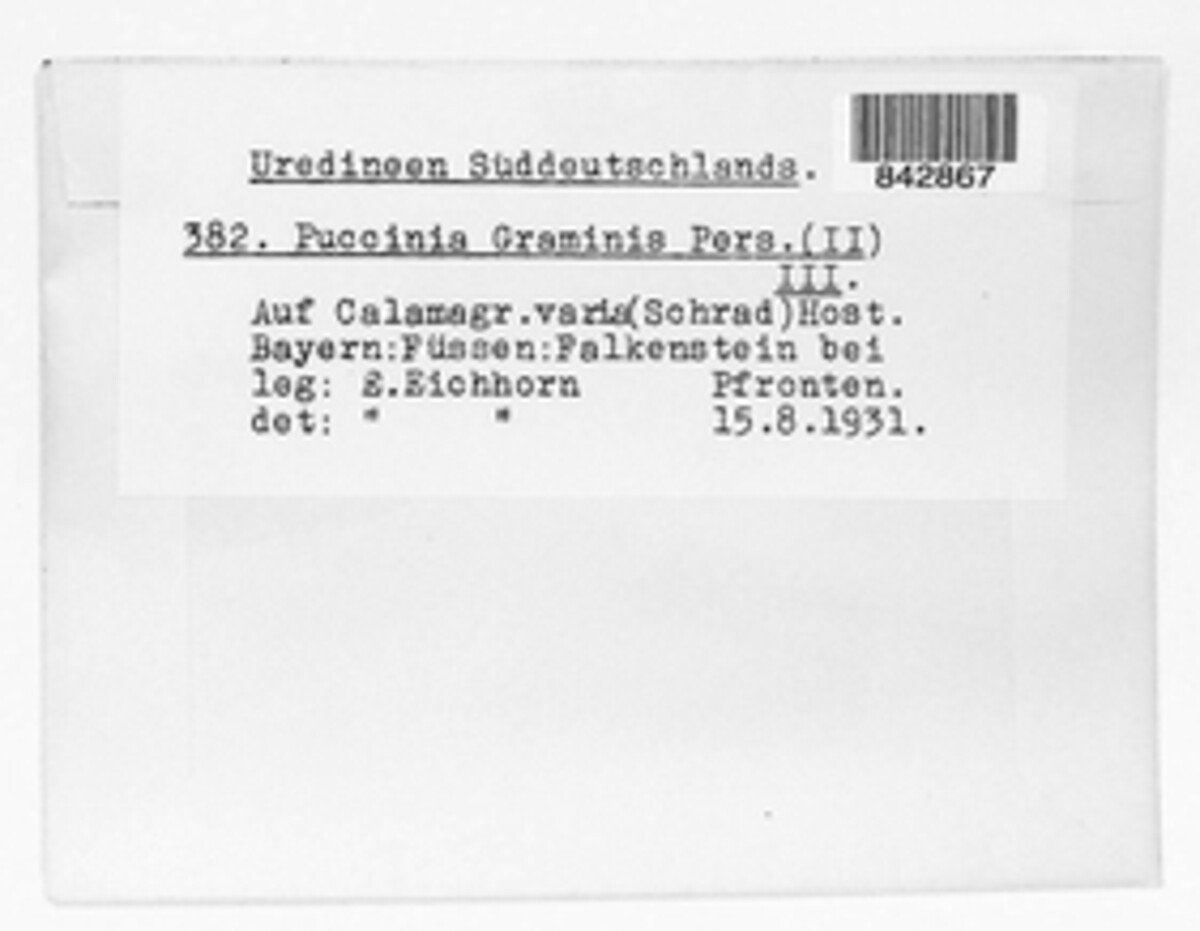 842867
Uredineen Süddeutschlands.
382. Puccinia Graminis Pers.(II)
III.
Auf Calamagr.varia(Schrad)Host.
Bayern:Füssen:Falkenstein bei
leg: E.Eichhorn Pfronten.
det: " " 15.8.1931.